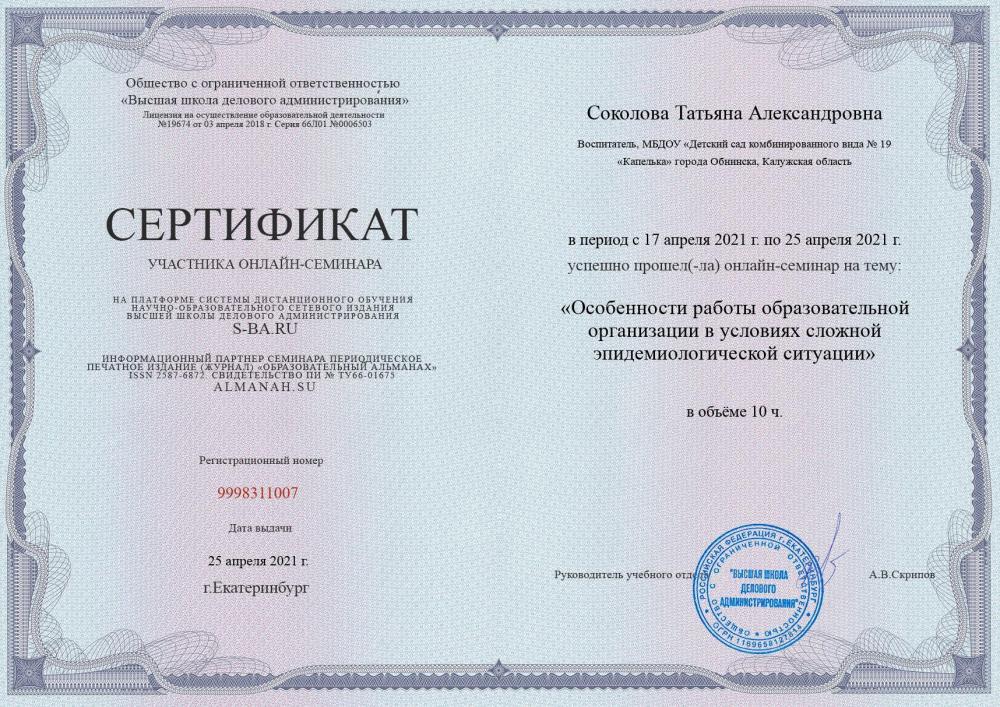 Общество с ограниченной ответственностью
«Высшая школа делового администрирования»
Лицензия на осуществление образовательной деятельности
№19674 от 03 апреля 2018 г. Серия 66Л01 №0006503
СЕРТИФИКАТ
УЧАСТНИКА ОНЛАЙН-СЕМИНАРА
НА ПЛАТФОРМЕ СИСТЕМЫ ДИСТАНЦИОННОГО ОБУЧЕНИЯ
НАУЧНО-ОБРАЗОВАТЕЛЬНОГО СЕТЕВОГО ИЗДАНИЯ
ВЫСШЕЙ ШКОЛЫ ДЕЛОВОГО АДМИНИСТРИРОВАНИЯ
S-BA.RU
ИНФОРМАЦИОННЫЙ ПАРТНЕР СЕМИНАРА ПЕРИОДИЧЕСКОЕ
ПЕЧАТНОЕ ИЗДАНИЕ (ЖУРНАЛ) «ОБРАЗОВАТЕЛЬНЫЙ АЛЬМАНАХ»
ISSN 2587-6872. СВИДЕТЕЛЬСТВО ПИ № ТУ66-01675
ALMANAH.SU
Регистрационный номер
9998311007
Дата выдачи
25 апреля 2021 г.
г.Екатеринбург
Соколова Татьяна Александровна
Воспитатель, МБДОУ «Детский сад комбинированного вида № 19
«Капелька» города Обнинска, Калужская область
в период с 17 апреля 2021 г. по 25 апреля 2021 г.
успешно прошел(-ла) онлайн-семинар на тему:
«Особенности работы образовательной
организации в условиях сложной
эпидемиологической ситуации»
в объёме 10 ч.
Руководитель учебного отде
А.В.Скрипов
РОССИЙСКАЯ ФЕДЕРАЦИЯ г. ЕКАТЕРИНБУРГ
ОГРН 1169658127814
ОБЩЕСТВО С ОГРАНИЧЕННОЙ ОТВЕТСТВЕННОСТЬЮ
"ВЫСШАЯ ШКОЛА
ДЕЛОВОГО
АДМИНИСТРИРОВАНИЯ"